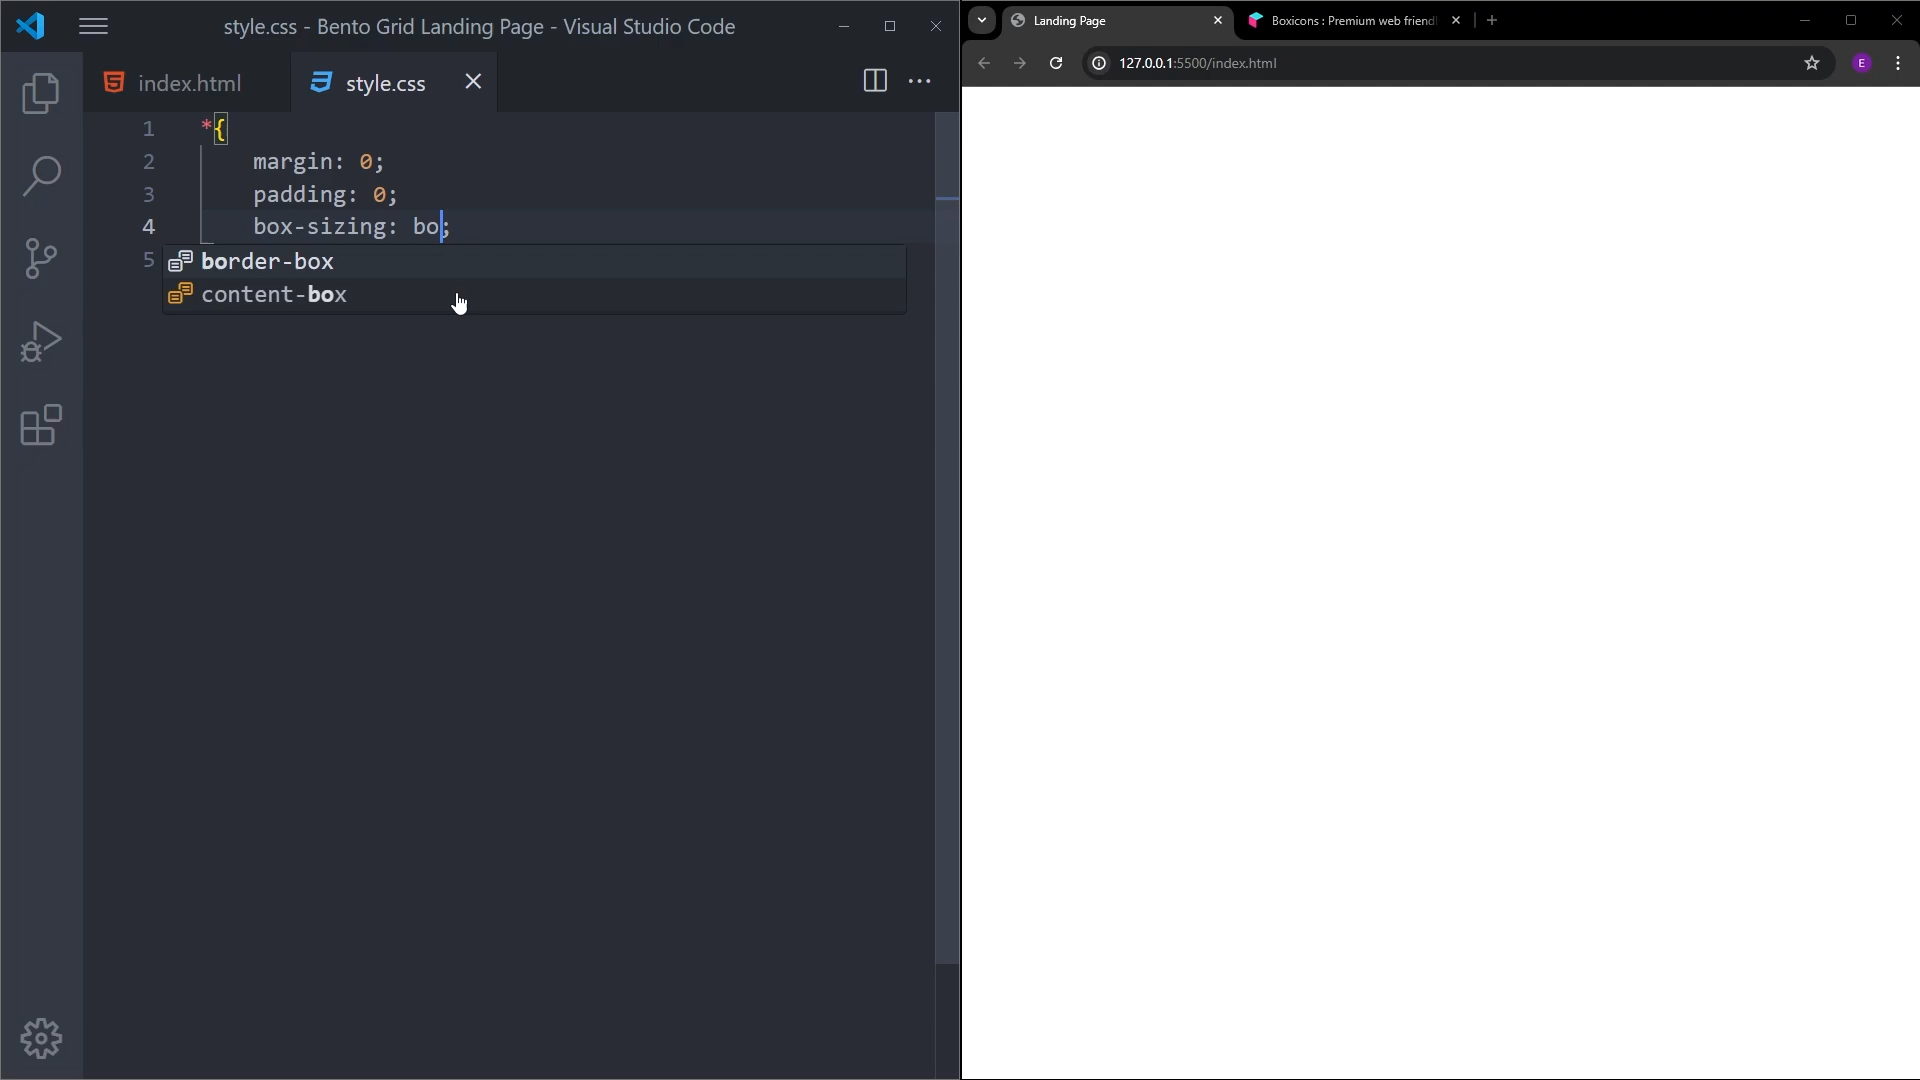 style.css - Bento Grid Landing Page - Visual Studio Code
index.html
style.css
1 *{
2 margin: 0;
3 padding: 0;
4 box-sizing: bo;
5
border-box
content-box
Landing Page
Boxicons : Premium web friend
E
127.0.0.1:5500/index.html